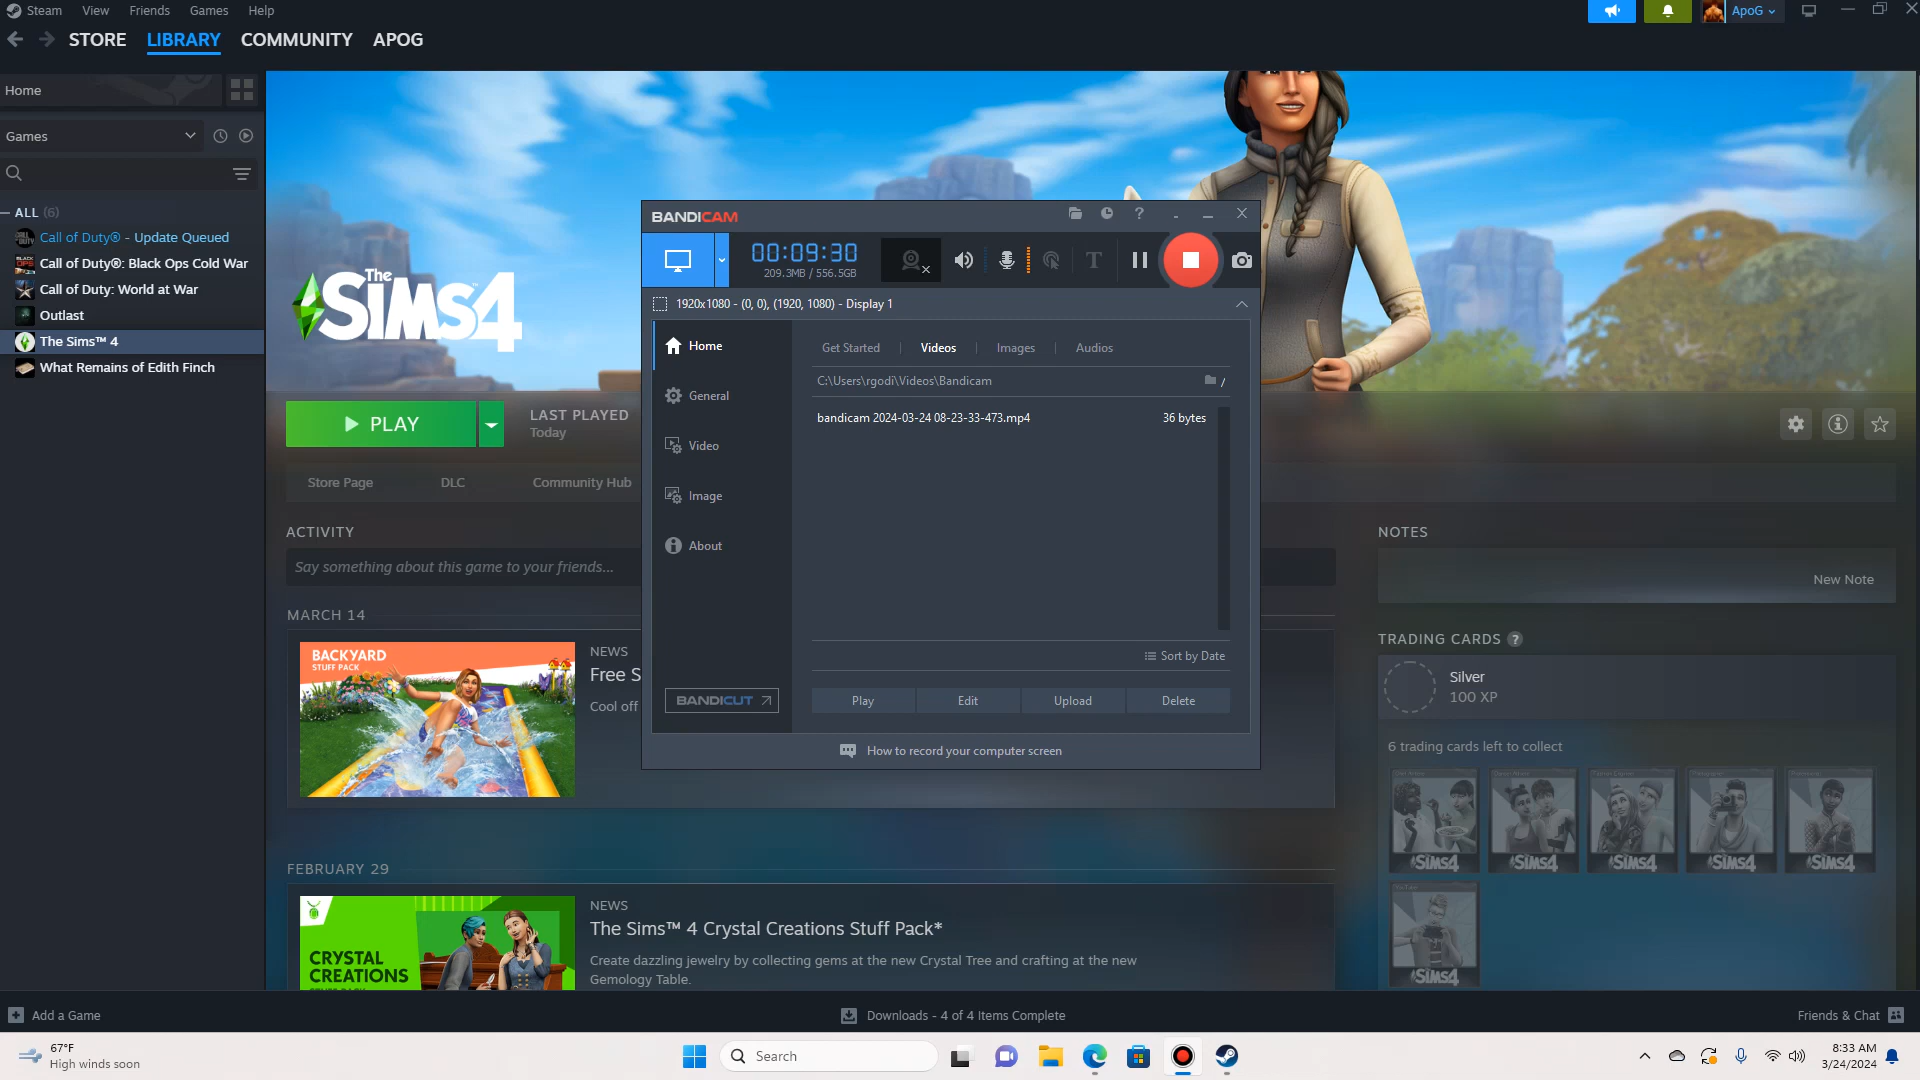 Steam View Friends Games Help
ApoG
STORE LIBRARY COMMUNITY APOG
Home
Games
ALL (6)
Call of Duty® - Update Queued
Call of Duty®: Black Ops Cold War
Call of Duty: World at War
Outlast
The Sims™ 4
What Remains of Edith Finch
The SIMS 4
PLAY
LAST PLAYED
Today
Store Page DLC Community Hub
ACTIVITY
Say something about this game to your friends...
MARCH 14
BACKYARD
STUFF PACK
NEWS
Free S
Cool off
FEBRUARY 29
CRYSTAL
CREATIONS
NEWS
The Sims™ 4 Crystal Creations Stuff Pack*
Create dazzling jewelry by collecting gems at the new Crystal Tree and crafting at the new
Gemology Table.
BANDICAM
00:09:30
209.3MB / 556.5GB
1920x1080 - (0, 0), (1920, 1080) - Display 1
Home
General
Video
Image
About
BANDICUT
Get Started Videos Images Audios
C:\Users\rgodi\Videos\Bandicam
bandicam 2024-03-24 08-23-33-473.mp4 36 bytes
Sort by Date
Play Edit Upload Delete
How to record your computer screen
NOTES
New Note
TRADING CARDS ?
Silver
100 XP
6 trading cards left to collect
SIMS4 SIMS4 SIMS4 SIMS4 SIMS4
SIMS4
Add a Game
Downloads - 4 of 4 Items Complete
Friends & Chat
67°F
High winds soon
Search
8:33 AM
3/24/2024